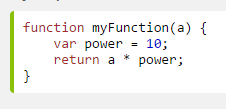 function myFunction(a) {
    var power = 10;
    return a * power;
}